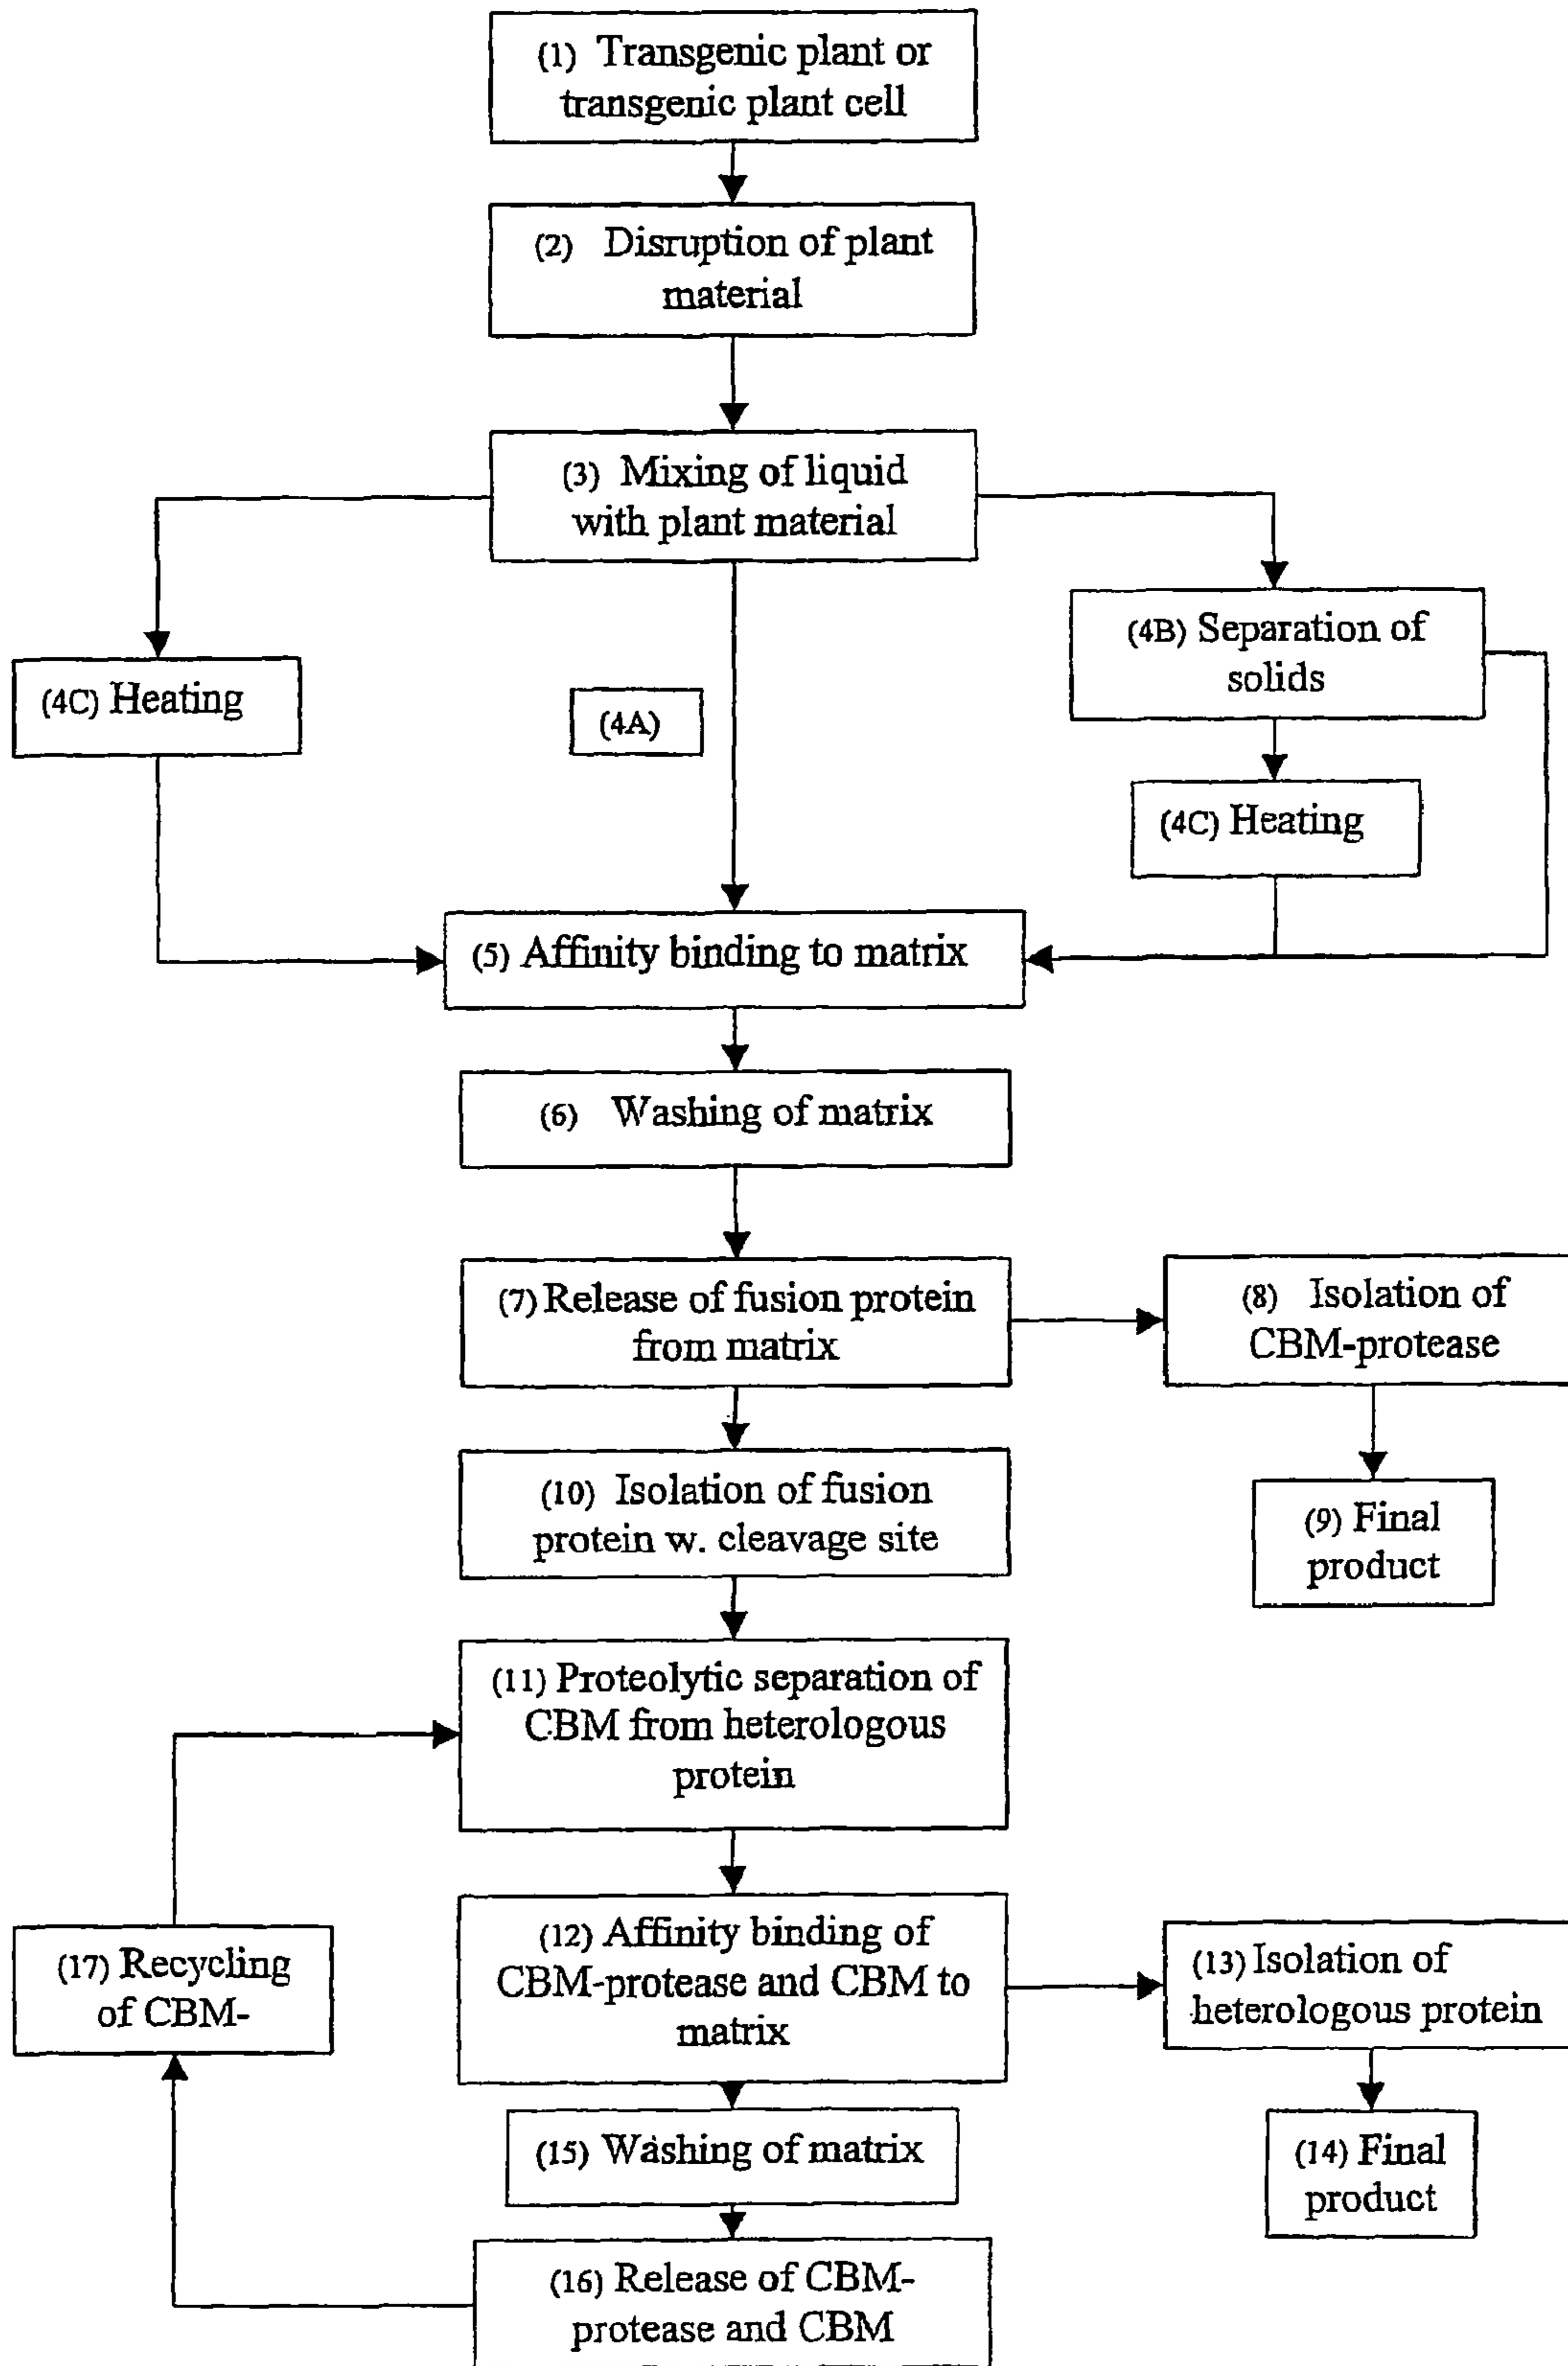 (1) Transgenic plant or
transgenic plant cell
(2) Disruption of plant
material
(3) Mixing of liquid
with plant material
(4C) Heating
(4A)
(4B) Separation of
solids
(4C) Heating
(5) Affinity binding to matrix
(6) Washing of matrix
(7) Release of fusion protein
from matrix
(8) Isolation of
CBM-protease
(9) Final
product
(10) Isolation of fusion
protein w. cleavage site
(11) Proteolytic separation of
CBM from heterologous
protein
(12) Affinity binding of
CBM-protease and CBM to
matrix
(13) Isolation of
heterologous protein
(14) Final
product
(15) Washing of matrix
(16) Release of CBM-
protease and CBM
(17) Recycling
of CBM-